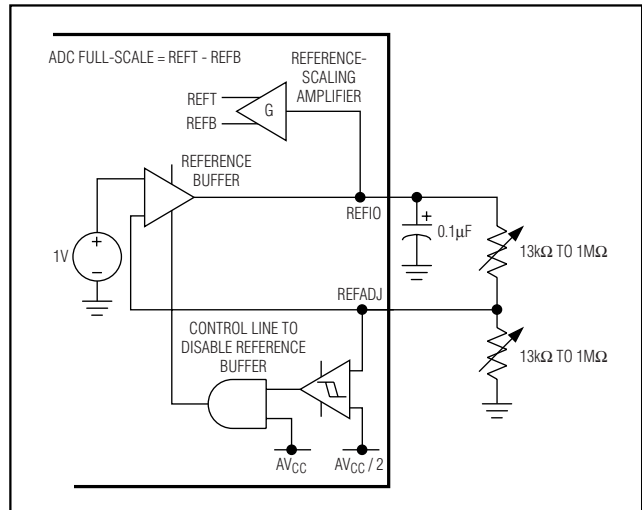 ADC FULL-SCALE = REFT - REFB
REFERENCE-
SCALING
AMPLIFIER
REFT
REFB
G
REFERENCE
BUFFER
REFIO
+
0.1µF
13kΩ TO 1MΩ
1V
+
−
REFADJ
CONTROL LINE TO
DISABLE REFERENCE
BUFFER
13kΩ TO 1MΩ
AVCC
AVCC / 2